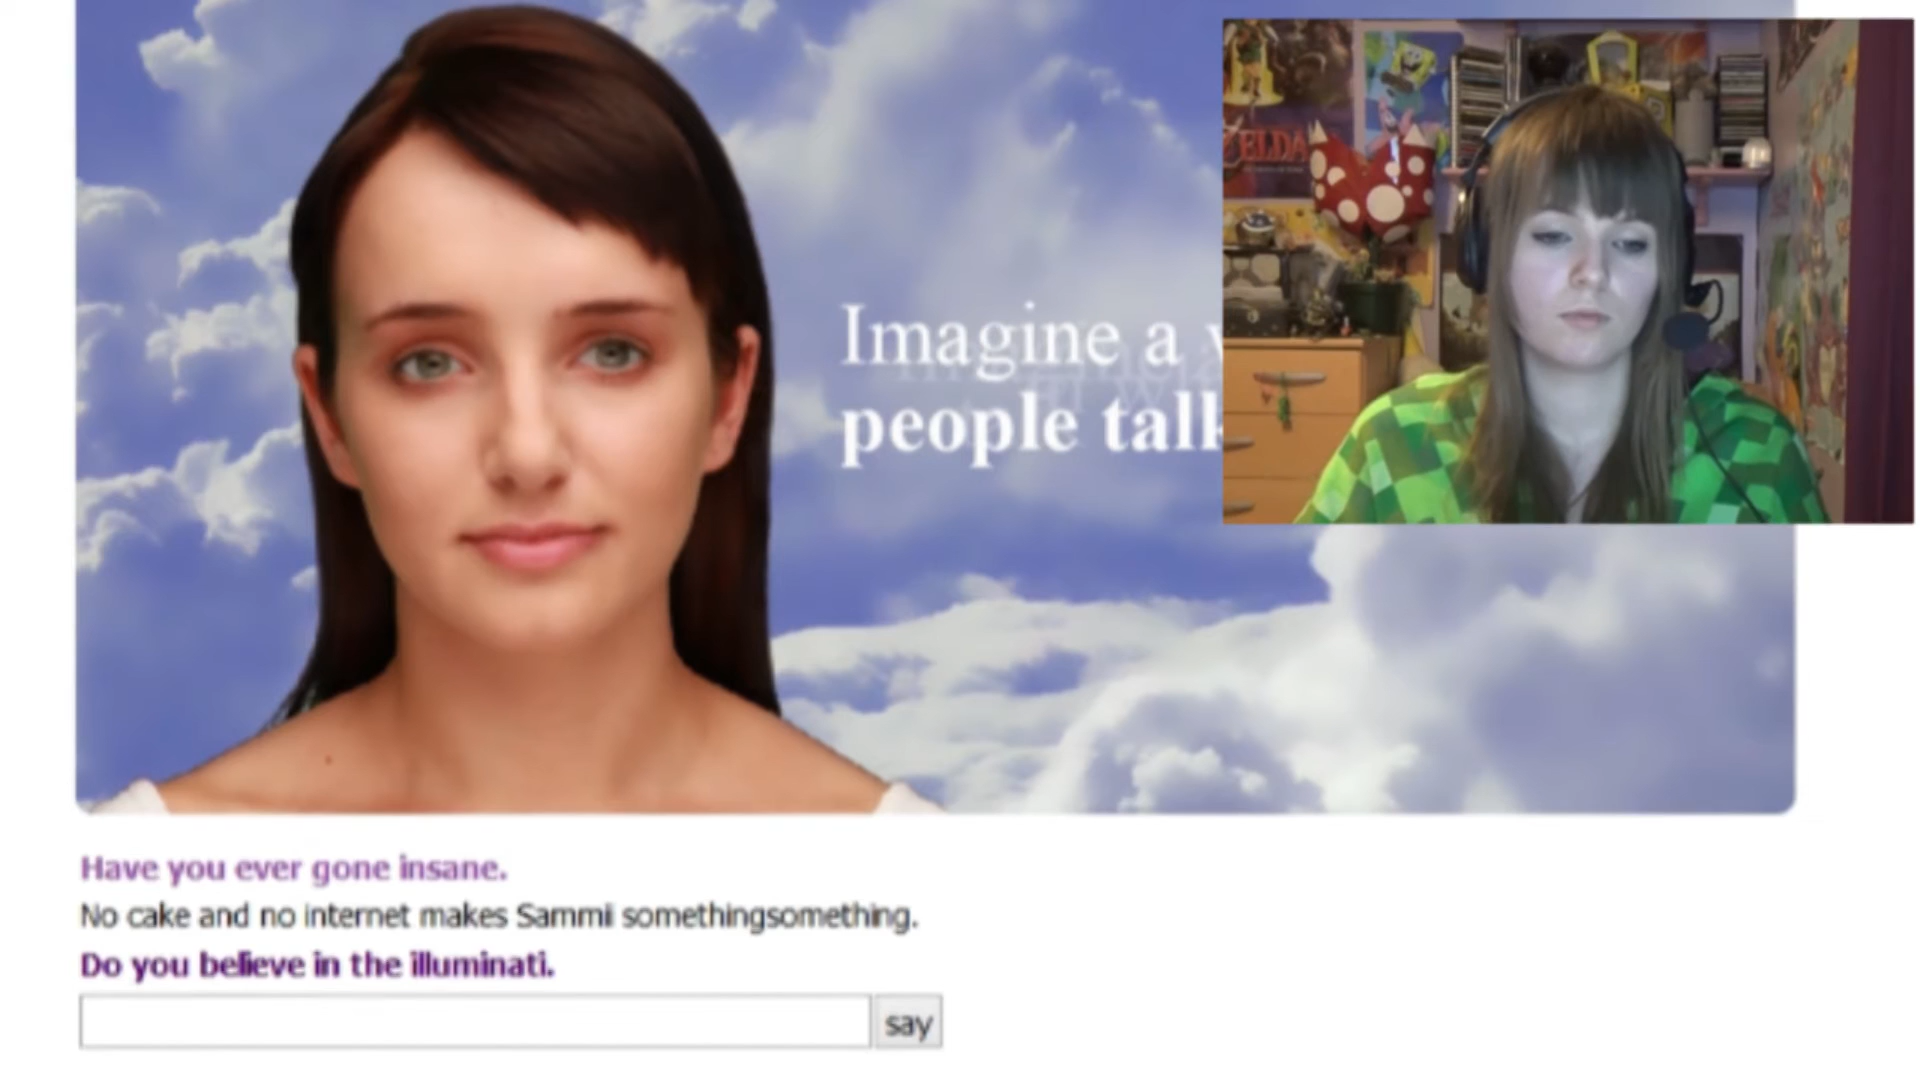 Imagine a
people talk
ZELDA
Have you ever gone insane.
No cake and no internet makes Sammii somethingsomething.
Do you believe in the illuminati.
say